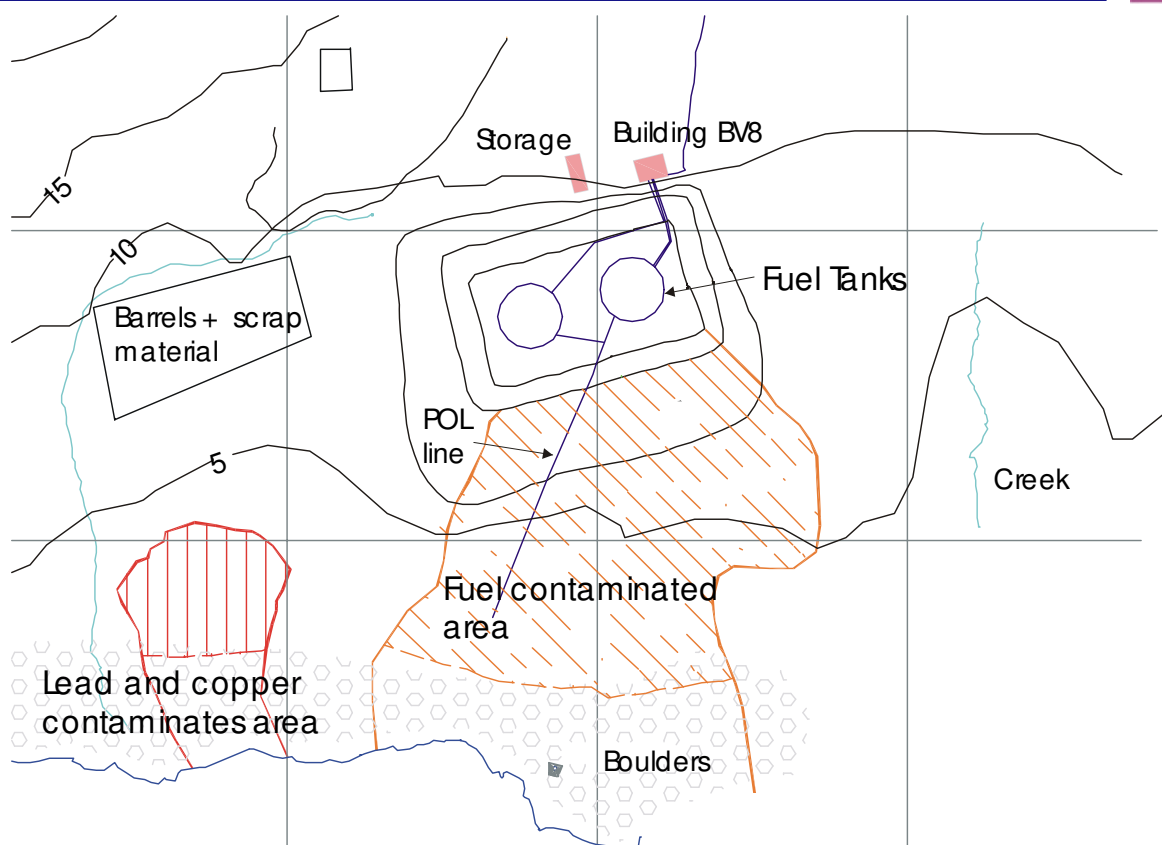 Storage
Building BV8
15
10
Fuel Tanks
Barrels + scrap
material
POL
line
5
Creek
Fuel contaminated
area
Lead and copper
contaminates area
Boulders